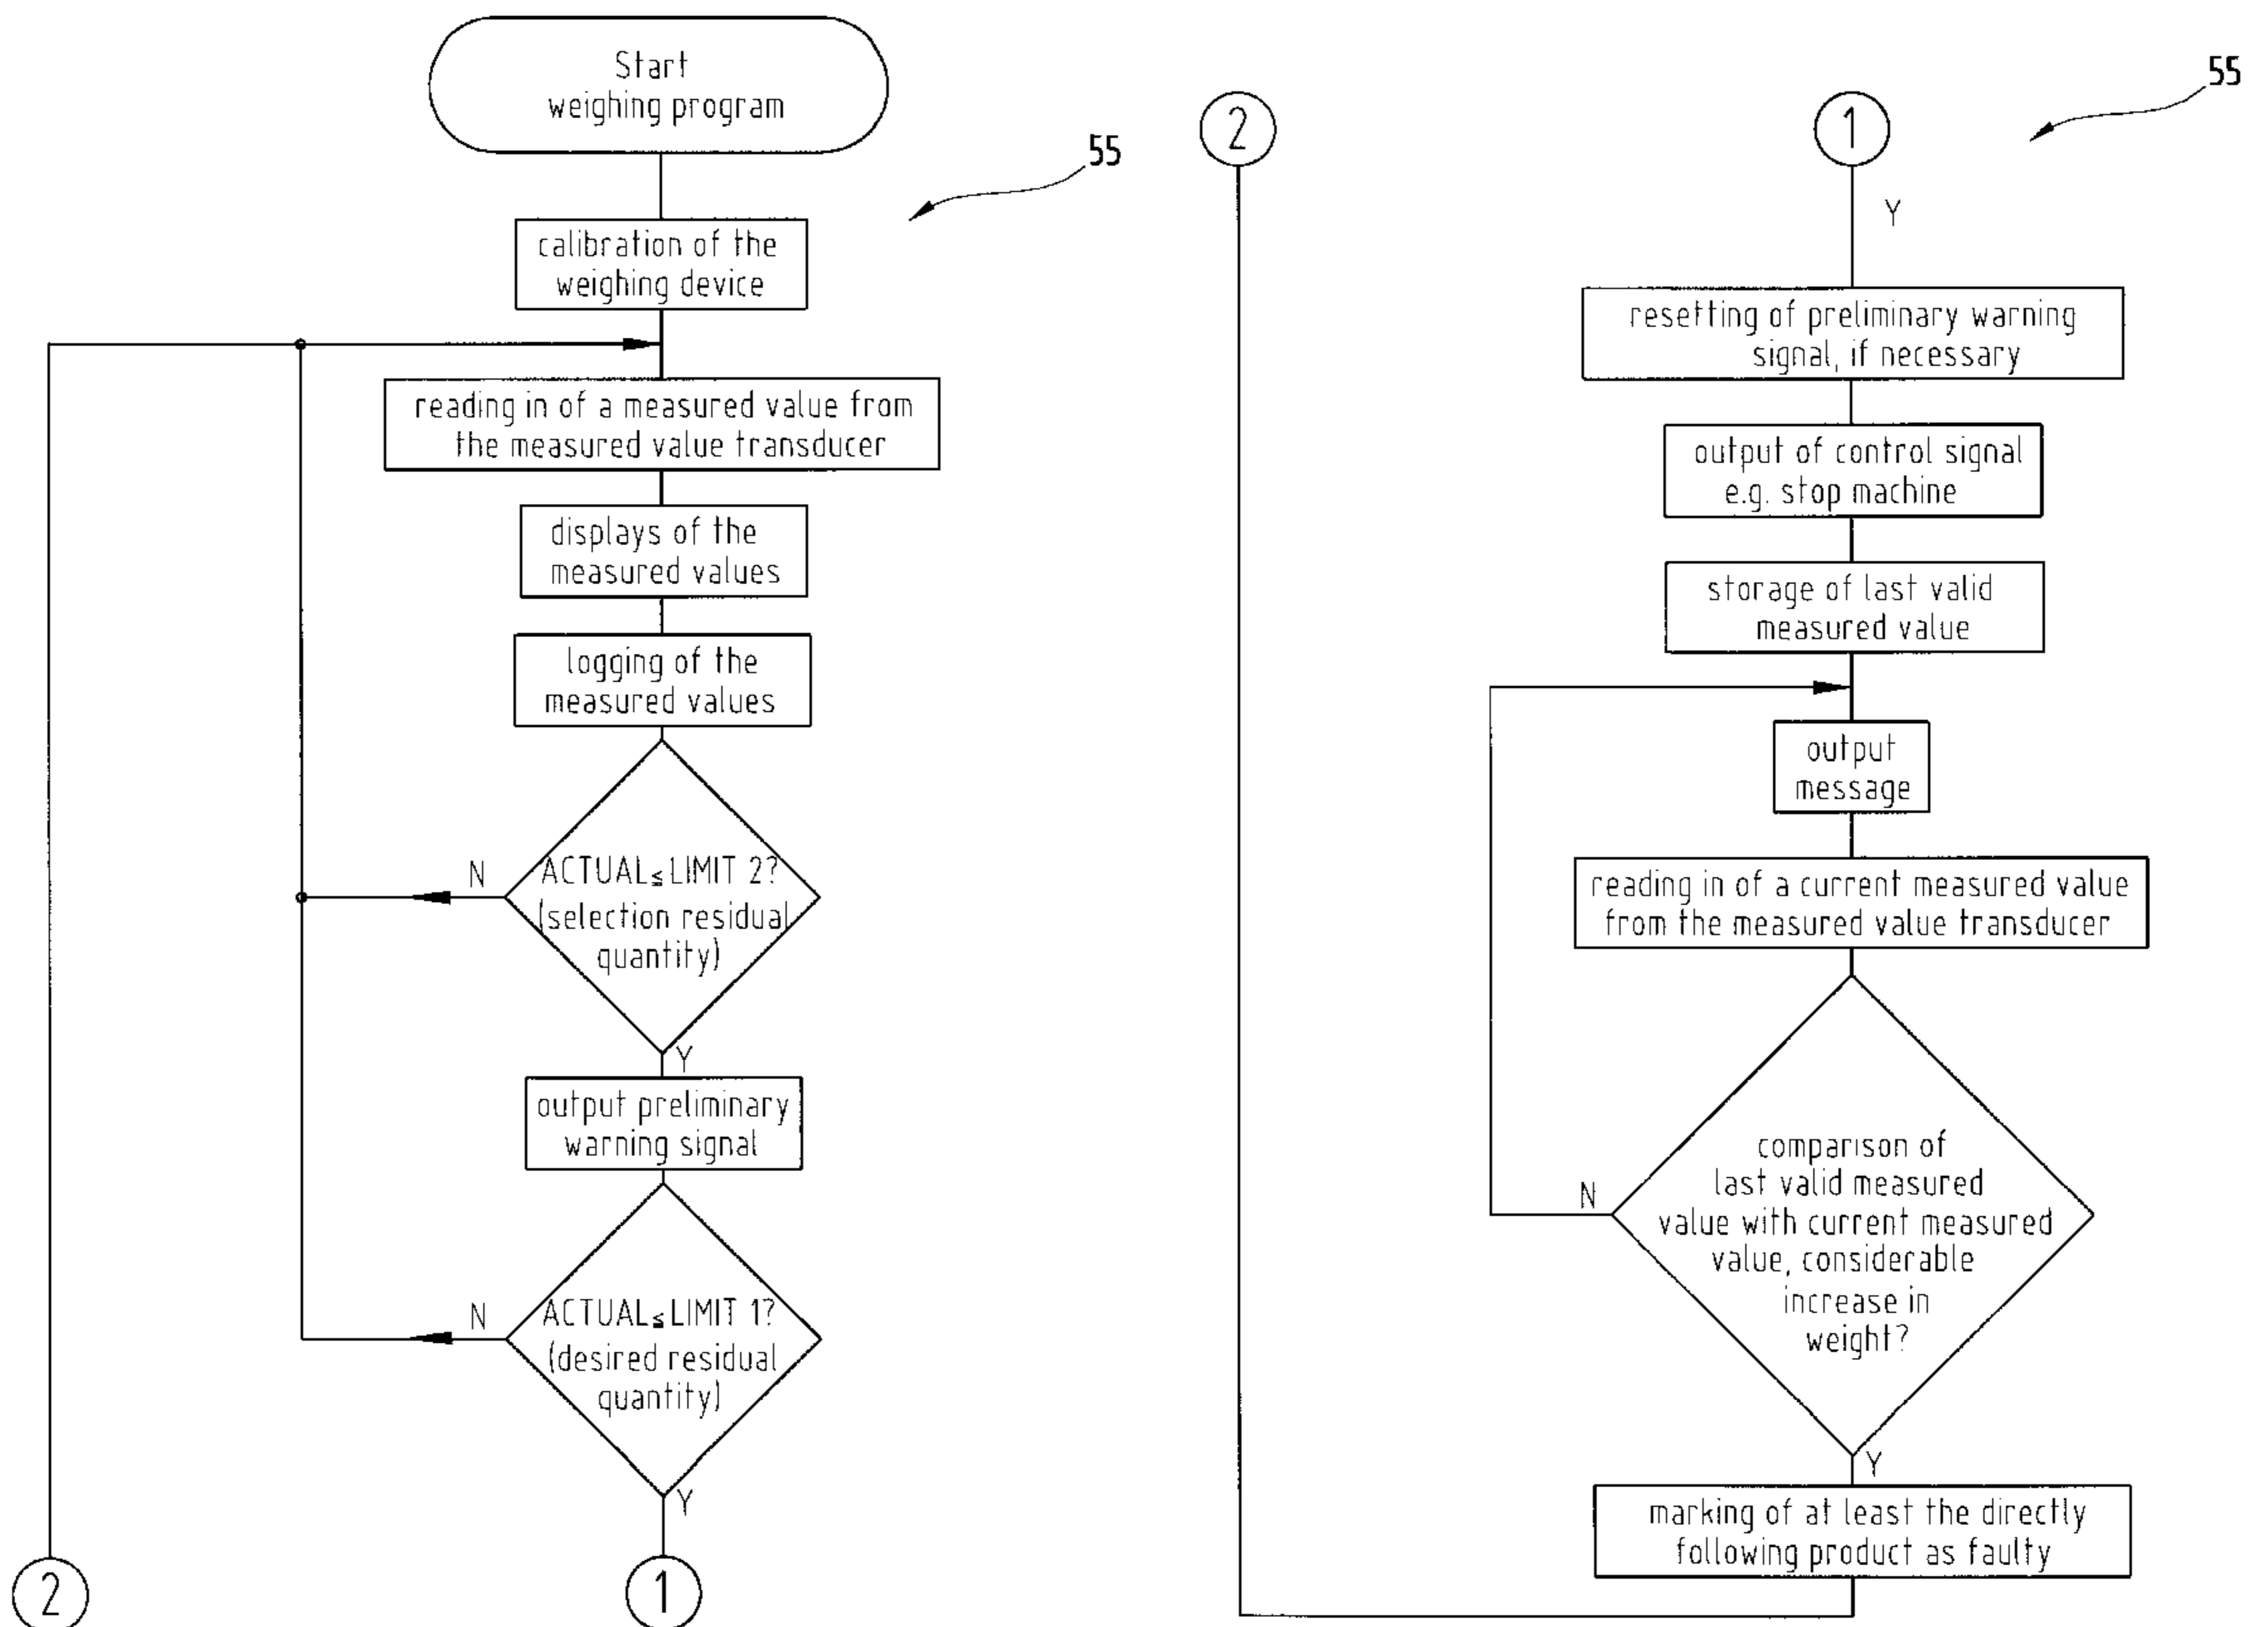 Start
weighing program
55
calibration of the
weighing device
reading in of a measured value from
the measured value transducer
displays of the
measured values
logging of the
measured values
N
ACTUAL≦LIMIT 2?
(selection residual
quantity)
Y
output preliminary
warning signal
N
ACTUAL≦LIMIT 1?
(desired residual
quantity)
Y
2
1
2
1
55
Y
resetting of preliminary warning
signal, if necessary
output of control signal
e.g. stop machine
storage of last valid
measured value
output
message
reading in of a current measured value
from the measured value transducer
N
comparison of
last valid measured
value with current measured
value, considerable
increase in
weight?
Y
marking of at least the directly
following product as faulty